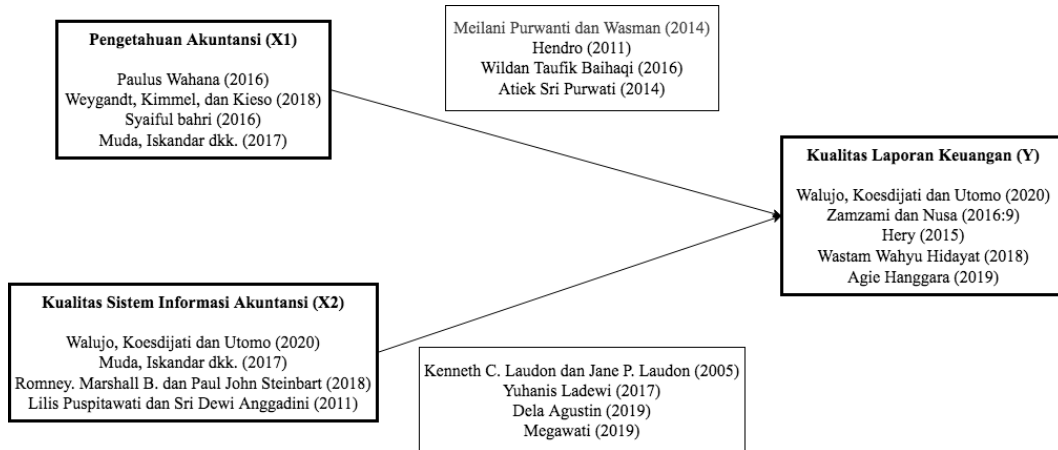 Pengetahuan Akuntansi (X1)
Paulus Wahana (2016)
Weygandt, Kimmel, dan Kieso (2018)
Syaiful bahri (2016)
Muda, Iskandar dkk. (2017)
Meilani Purwanti dan Wasman (2014)
Hendro (2011)
Wildan Taufik Baihaqi (2016)
Atiek Sri Purwati (2014)
Kualitas Laporan Keuangan (Y)
Walujo, Koesdijati dan Utomo (2020)
Zamzami dan Nusa (2016:9)
Hery (2015)
Wastam Wahyu Hidayat (2018)
Agie Hanggara (2019)
Kualitas Sistem Informasi Akuntansi (X2)
Walujo, Koesdijati dan Utomo (2020)
Muda, Iskandar dkk. (2017)
Romney. Marshall B. dan Paul John Steinbart (2018)
Lilis Puspitawati dan Sri Dewi Anggadini (2011)
Kenneth C. Laudon dan Jane P. Laudon (2005)
Yuhanis Ladewi (2017)
Dela Agustin (2019)
Megawati (2019)